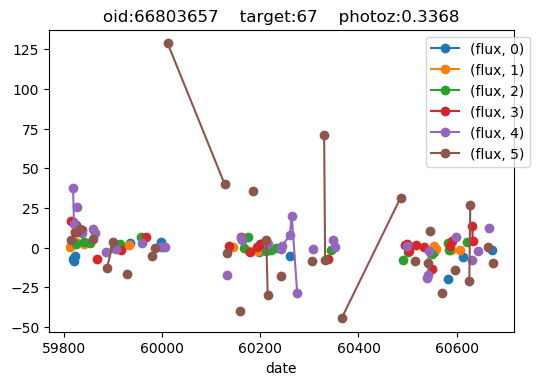 oid:66803657 target:67 photoz:0.3368
125
100
75
50
25
0
−25
−50
59800
60000
60200
60400
60600
date
(flux, 0)
(flux, 1)
(flux, 2)
(flux, 3)
(flux, 4)
(flux, 5)